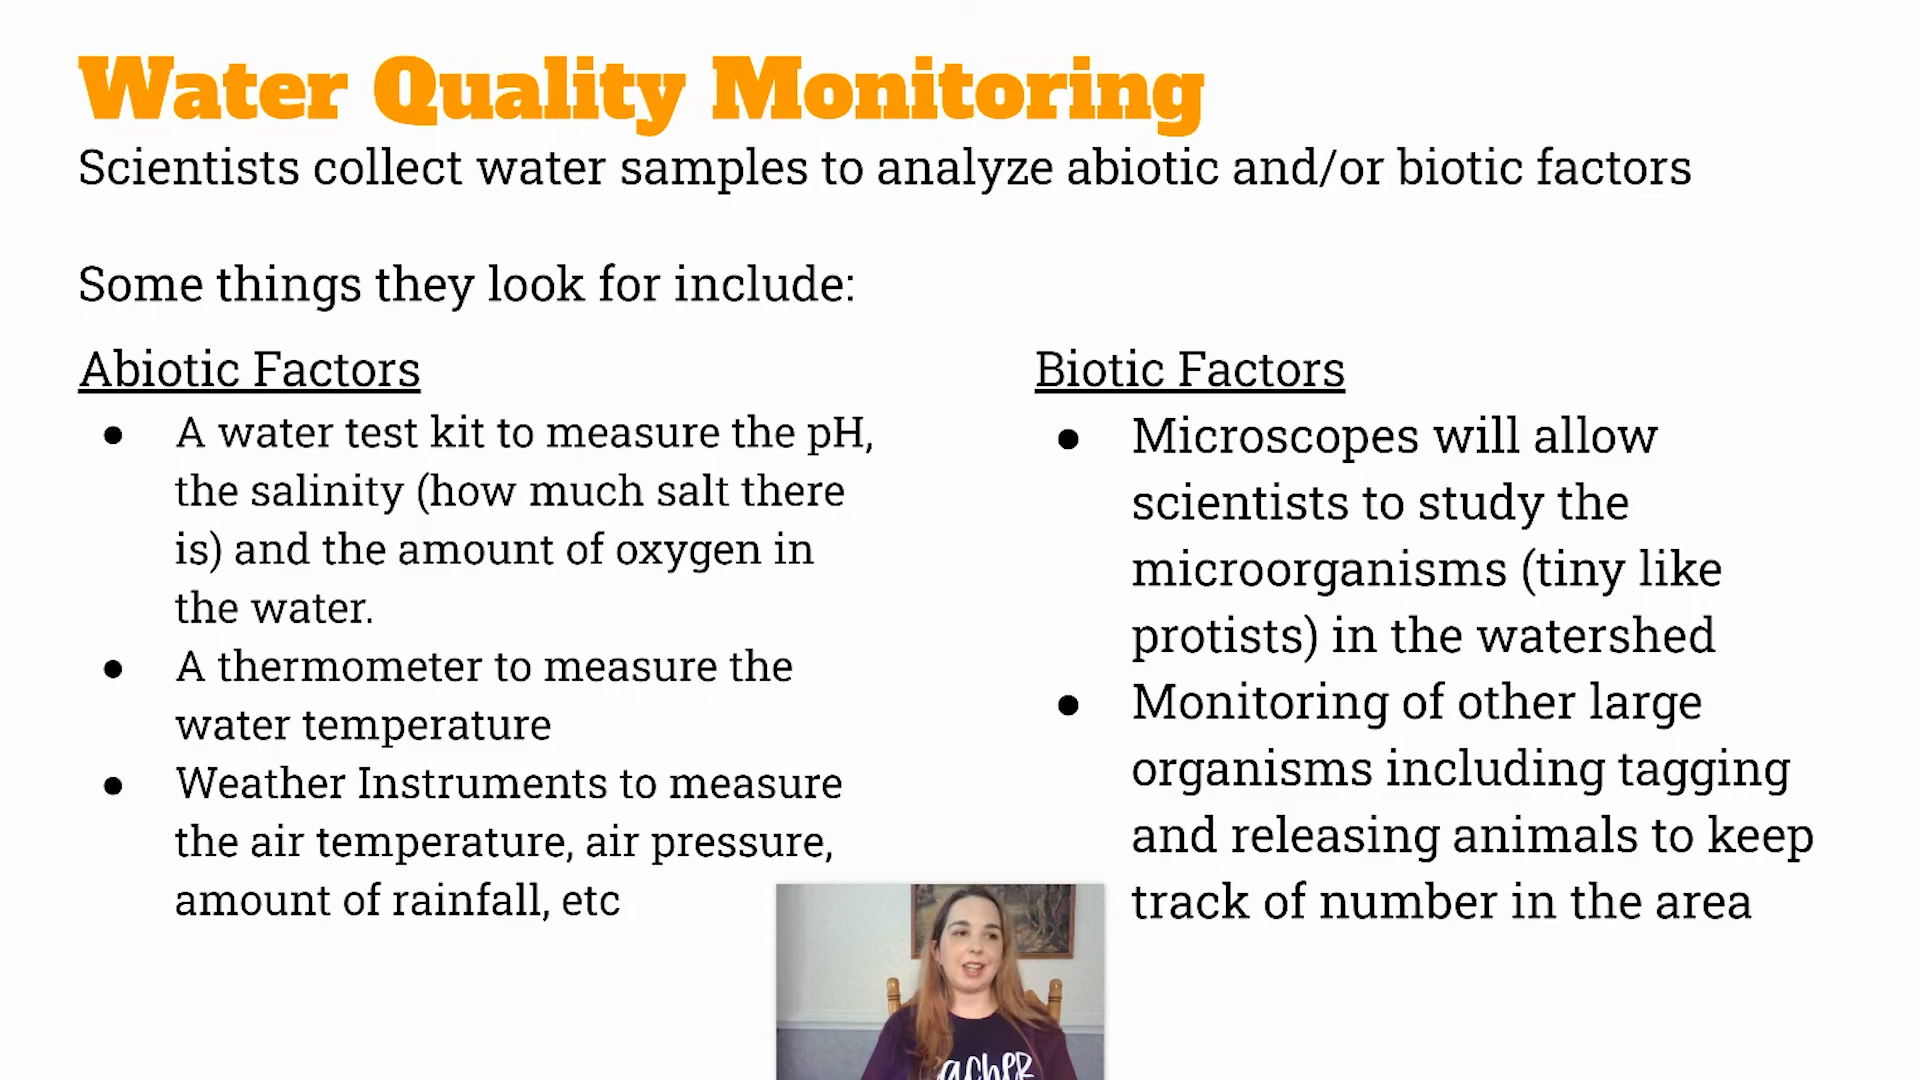 Water Quality Monitoring
Scientists collect water samples to analyze abiotic and/or biotic factors
Some things they look for include:
Abiotic Factors
● A water test kit to measure the pH,
the salinity (how much salt there
is) and the amount of oxygen in
the water.
● A thermometer to measure the
water temperature
● Weather Instruments to measure
the air temperature, air pressure,
amount of rainfall, etc
Biotic Factors
● Microscopes will allow
scientists to study the
microorganisms (tiny like
protists) in the watershed
● Monitoring of other large
organisms including tagging
and releasing animals to keep
track of number in the area